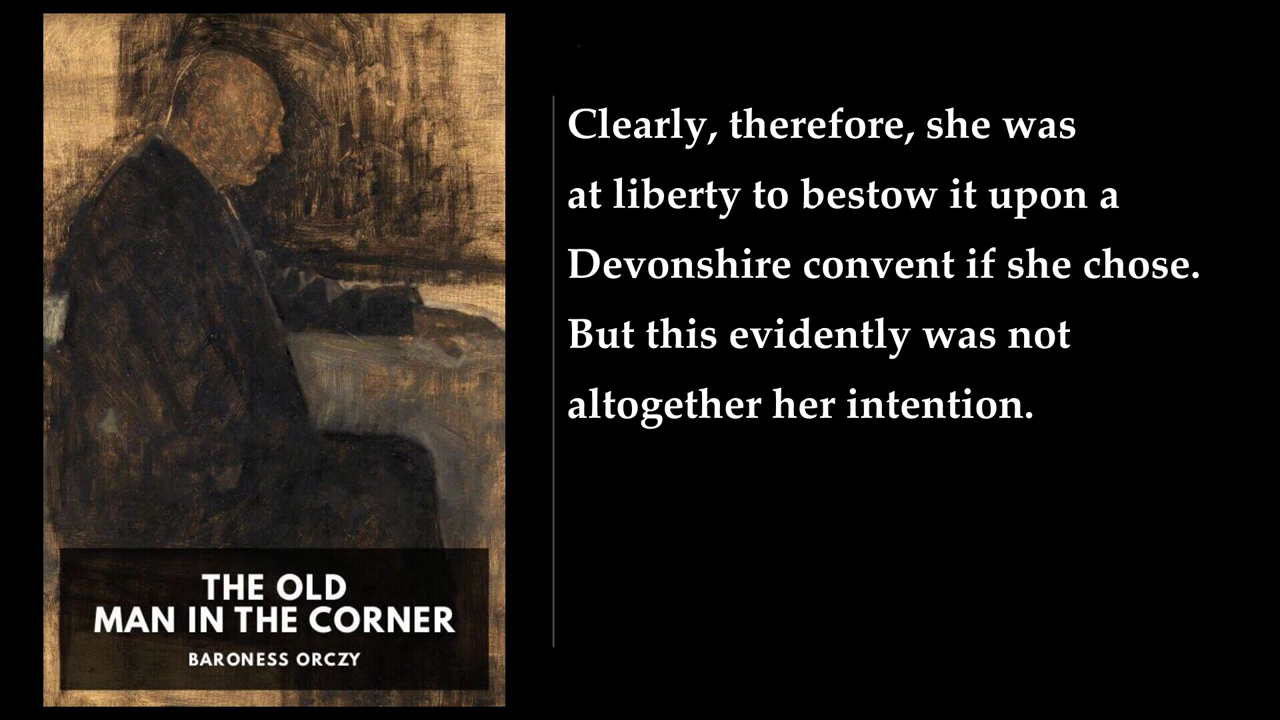 Clearly, therefore, she was
at liberty to bestow it upon a
Devonshire convent if she chose.
But this evidently was not
altogether her intention.
THE OLD
MAN IN THE CORNER
BARONESS ORCZY